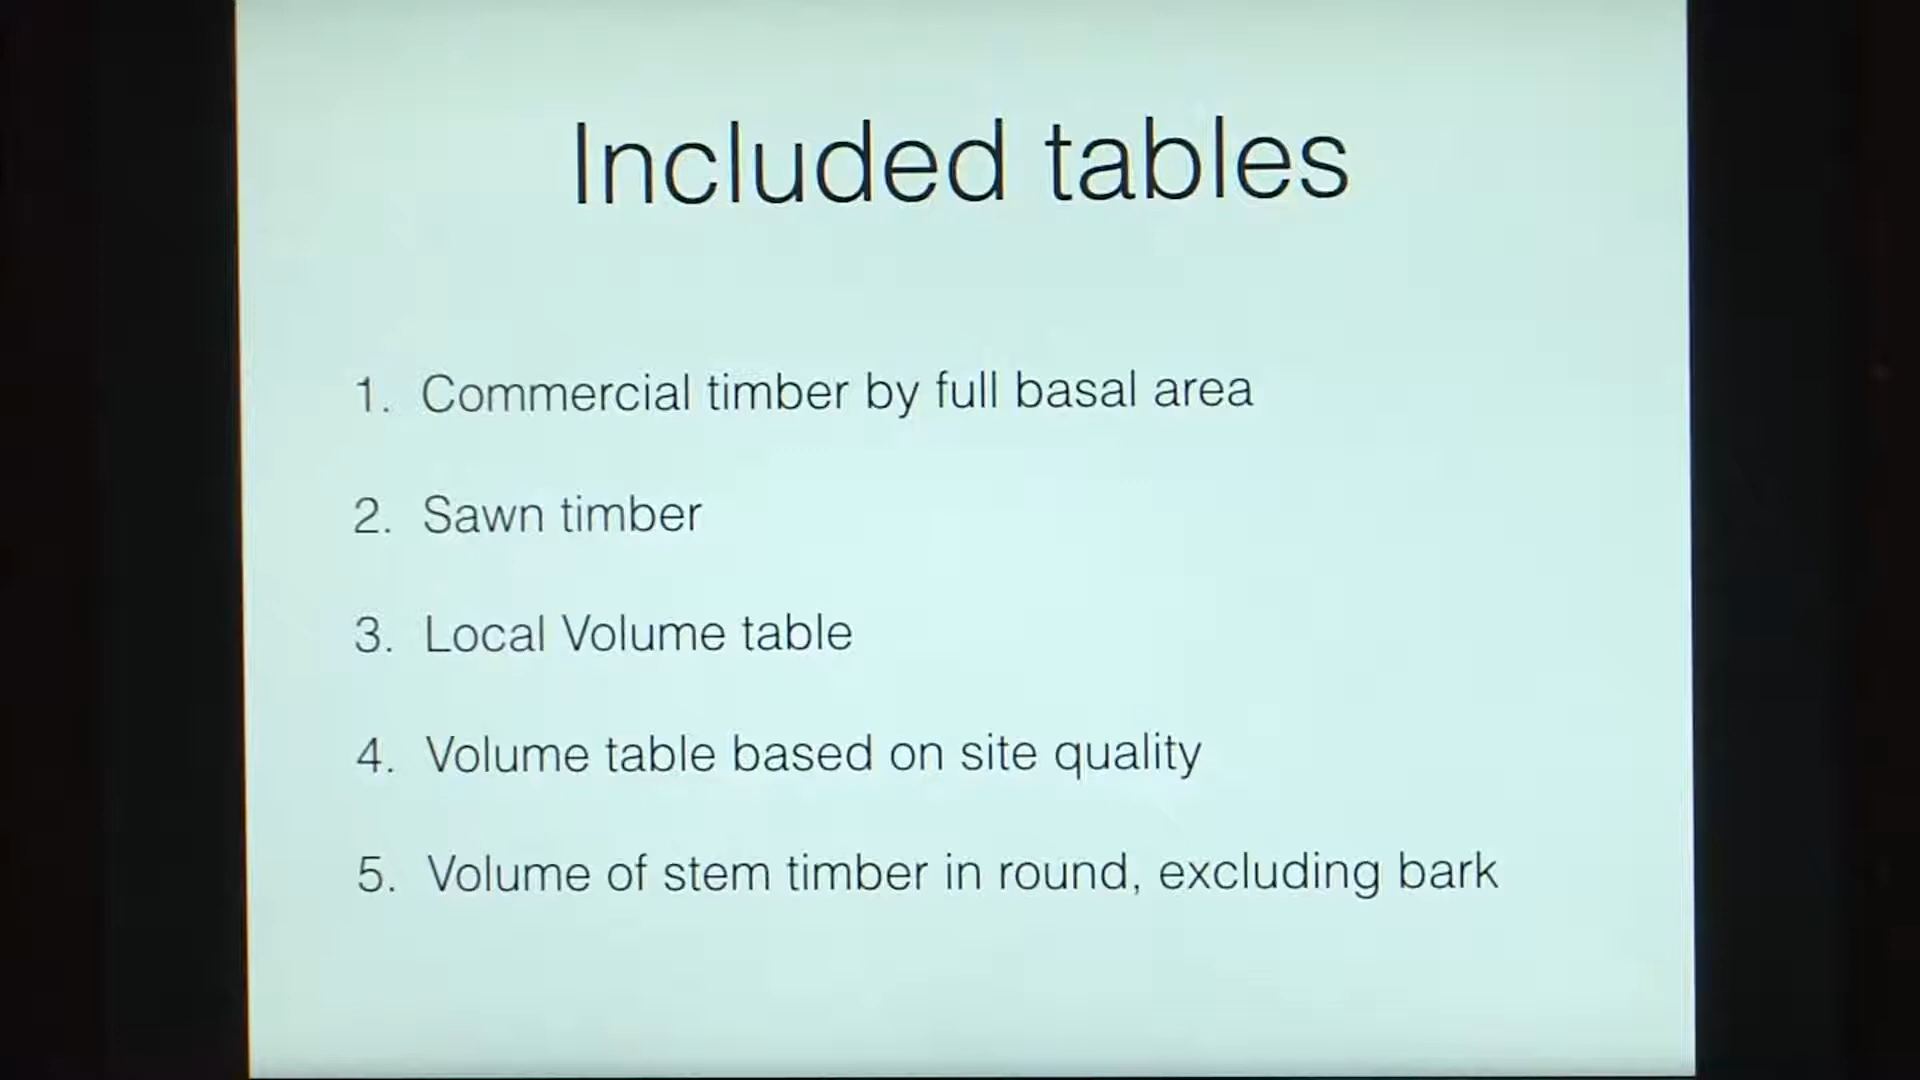 Included tables
1. Commercial timber by full basal area
2. Sawn timber
3. Local Volume table
4. Volume table based on site quality
5. Volume of stem timber in round, excluding bark